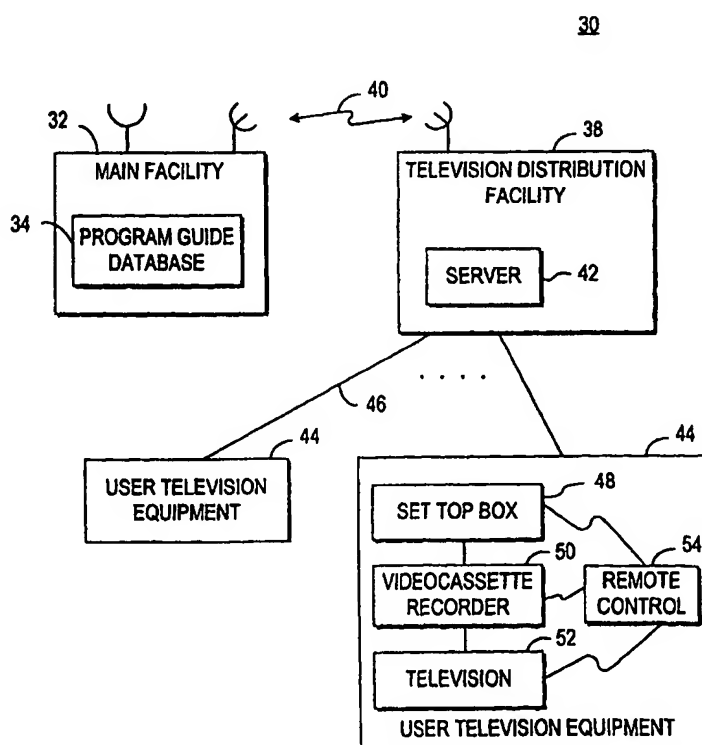 30
40
32
38
MAIN FACILITY
34
PROGRAM GUIDE
DATABASE
TELEVISION DISTRIBUTION
FACILITY
SERVER
42
46
44
USER TELEVISION
EQUIPMENT
44
48
SET TOP BOX
50
54
VIDEOCASSETTE
RECORDER
REMOTE
CONTROL
52
TELEVISION
USER TELEVISION EQUIPMENT